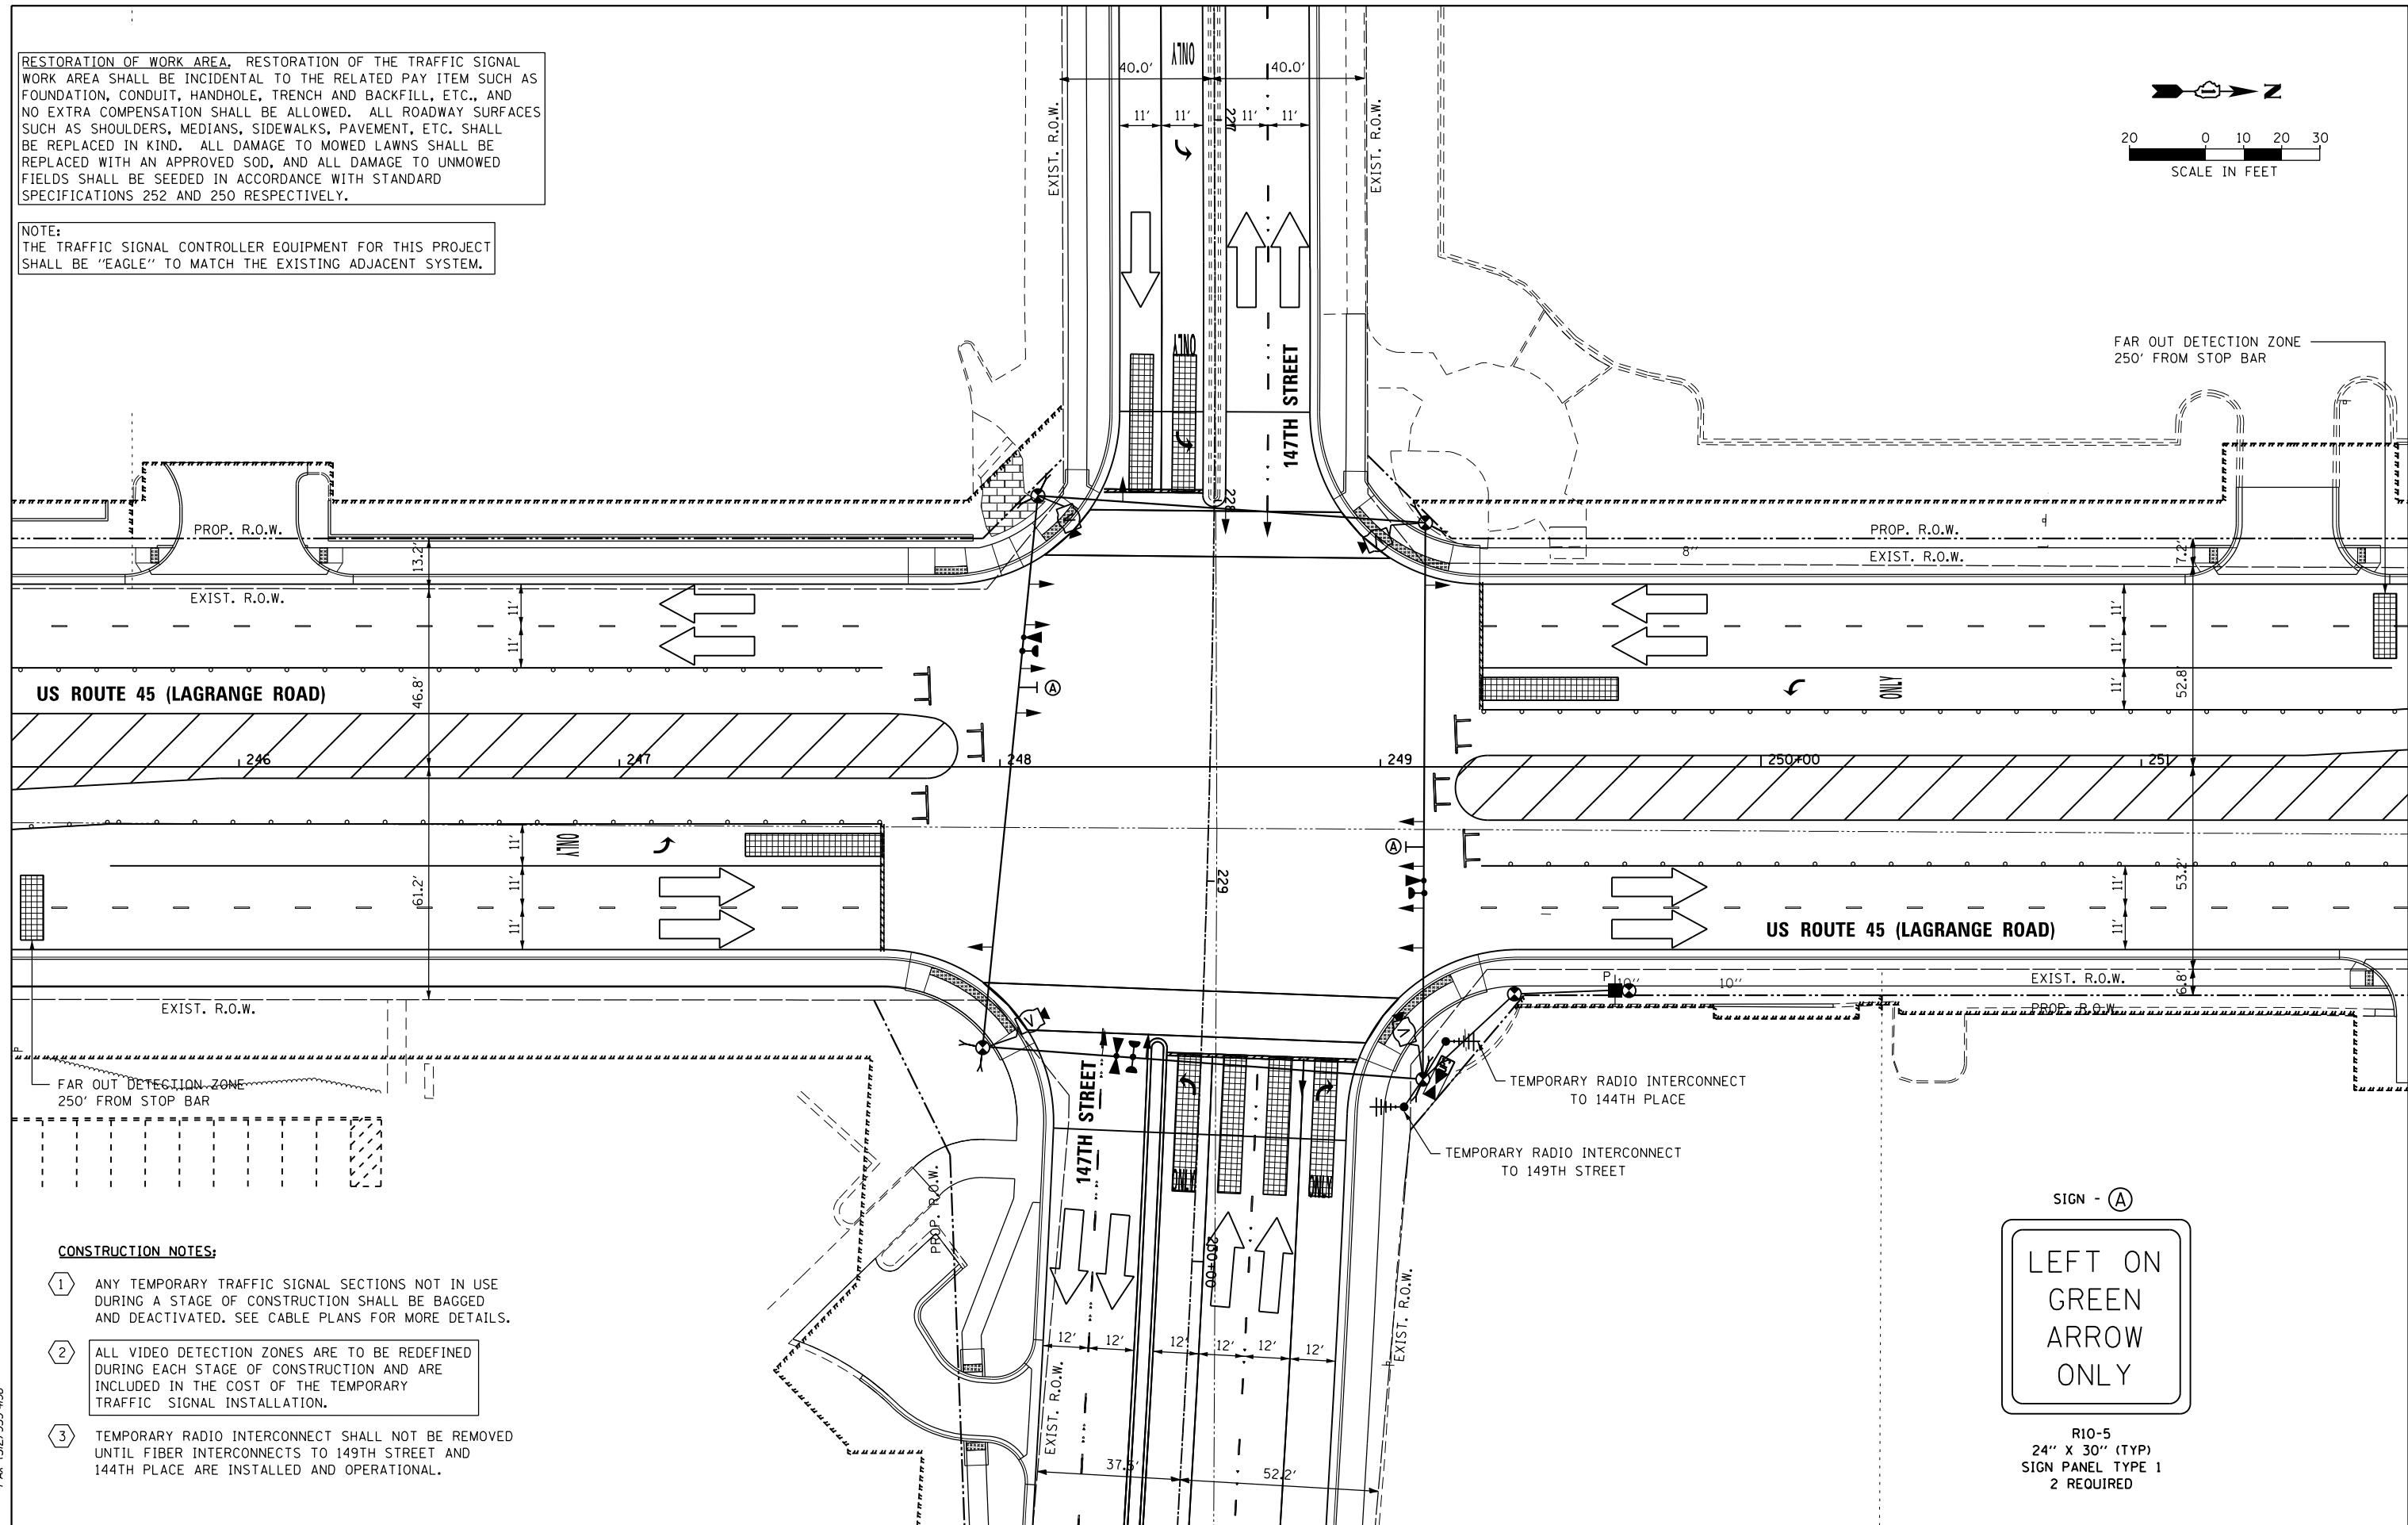 RESTORATION OF WORK AREA. RESTORATION OF THE TRAFFIC SIGNAL
WORK AREA SHALL BE INCIDENTAL TO THE RELATED PAY ITEM SUCH AS
FOUNDATION, CONDUIT, HANDHOLE, TRENCH AND BACKFILL, ETC., AND
NO EXTRA COMPENSATION SHALL BE ALLOWED. ALL ROADWAY SURFACES
SUCH AS SHOULDERS, MEDIANS, SIDEWALKS, PAVEMENT, ETC. SHALL
BE REPLACED IN KIND. ALL DAMAGE TO MOWED LAWNS SHALL BE
REPLACED WITH AN APPROVED SOD, AND ALL DAMAGE TO UNMOWED
FIELDS SHALL BE SEEDED IN ACCORDANCE WITH STANDARD
SPECIFICATIONS 252 AND 250 RESPECTIVELY.
NOTE:
THE TRAFFIC SIGNAL CONTROLLER EQUIPMENT FOR THIS PROJECT
SHALL BE "EAGLE" TO MATCH THE EXISTING ADJACENT SYSTEM.
ONLY
40.0' 40.0'
11' 11' 11' 11'
227
EXIST. R.O.W.
EXIST. R.O.W.
N
20 0 10 20 30
SCALE IN FEET
ONLY
147TH STREET
228
FAR OUT DETECTION ZONE
250' FROM STOP BAR
PROP. R.O.W.
13.2'
EXIST. R.O.W.
11'
11'
V
V
8"
PROP. R.O.W.
EXIST. R.O.W.
7.2'
11'
11'
11'
52.8'
US ROUTE 45 (LAGRANGE ROAD)
46.8'
A
ONLY
246 247 248 249 250+00 251
11'
11'
11'
61.2'
ONLY
A
229
53.2'
11'
11'
US ROUTE 45 (LAGRANGE ROAD)
EXIST. R.O.W.
P
10" 10"
EXIST. R.O.W.
PROP. R.O.W.
6.8'
P
V
V
FAR OUT DETECTION ZONE
250' FROM STOP BAR
147TH STREET
ONLY
ONLY
TEMPORARY RADIO INTERCONNECT
TO 144TH PLACE
TEMPORARY RADIO INTERCONNECT
TO 149TH STREET
PROP. R.O.W.
230+00
EXIST. R.O.W.
EXIST. R.O.W.
12' 12' 12' 12' 12' 12'
37.5' 52.2'
CONSTRUCTION NOTES:
1 ANY TEMPORARY TRAFFIC SIGNAL SECTIONS NOT IN USE
DURING A STAGE OF CONSTRUCTION SHALL BE BAGGED
AND DEACTIVATED. SEE CABLE PLANS FOR MORE DETAILS.
2 ALL VIDEO DETECTION ZONES ARE TO BE REDEFINED
DURING EACH STAGE OF CONSTRUCTION AND ARE
INCLUDED IN THE COST OF THE TEMPORARY
TRAFFIC SIGNAL INSTALLATION.
3 TEMPORARY RADIO INTERCONNECT SHALL NOT BE REMOVED
UNTIL FIBER INTERCONNECTS TO 149TH STREET AND
144TH PLACE ARE INSTALLED AND OPERATIONAL.
SIGN - A
LEFT ON
GREEN
ARROW
ONLY
R10-5
24" X 30" (TYP)
SIGN PANEL TYPE 1
2 REQUIRED